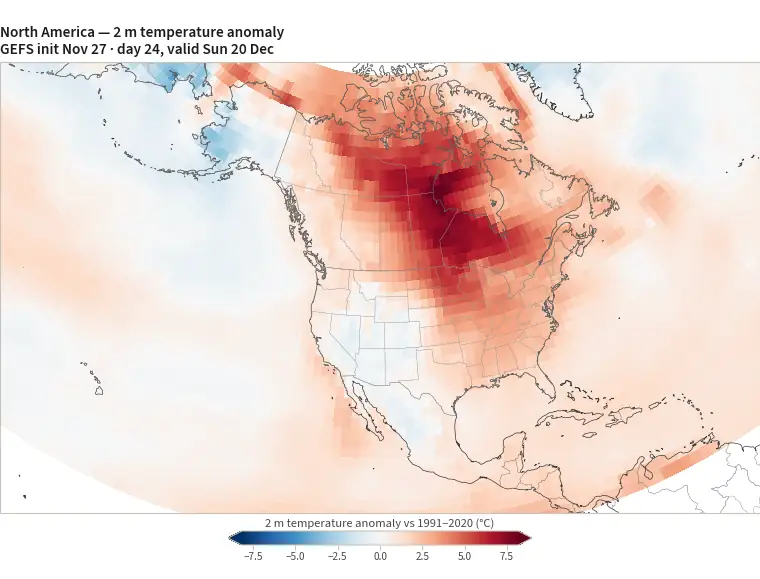 North America — 2 m temperature anomaly
GEFS init Nov 27 · day 24, valid Sun 20 Dec
2 m temperature anomaly vs 1991–2020 (°C)
−7.5 −5.0 −2.5 0.0 2.5 5.0 7.5